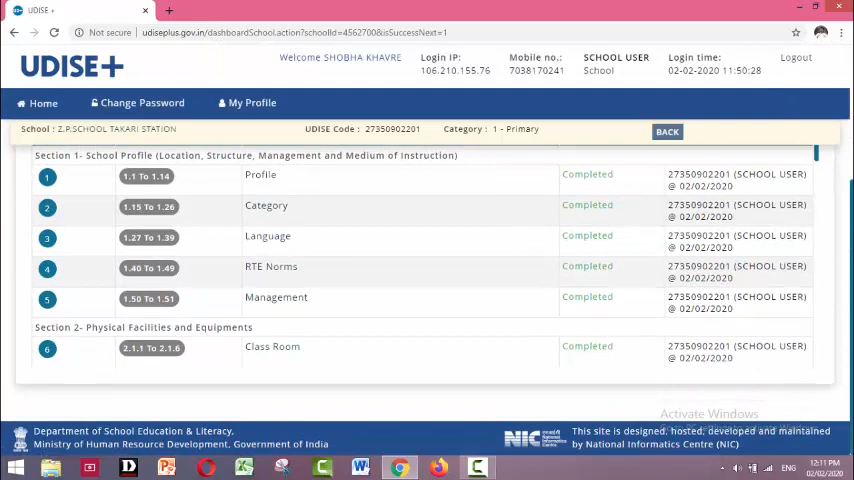 UDISE +
Not secure udiseplus.gov.in/dashboardSchool.action?schoolId=4562700&isSuccessNext=1
UDISE+
Welcome SHOBHA KHAVRE
Login IP:
106.210.155.76
Mobile no.:
7038170241
SCHOOL USER
School
Login time:
02-02-2020 11:50:28
Logout
Home
Change Password
My Profile
School : Z.P.SCHOOL TAKARI STATION
UDISE Code : 27350902201
Category : 1 - Primary
BACK
Section 1- School Profile (Location, Structure, Management and Medium of Instruction)
1 1.1 To 1.14 Profile Completed 27350902201 (SCHOOL USER)
@ 02/02/2020
2 1.15 To 1.26 Category Completed 27350902201 (SCHOOL USER)
@ 02/02/2020
3 1.27 To 1.39 Language Completed 27350902201 (SCHOOL USER)
@ 02/02/2020
4 1.40 To 1.49 RTE Norms Completed 27350902201 (SCHOOL USER)
@ 02/02/2020
5 1.50 To 1.51 Management Completed 27350902201 (SCHOOL USER)
@ 02/02/2020
Section 2- Physical Facilities and Equipments
6 2.1.1 To 2.1.6 Class Room Completed 27350902201 (SCHOOL USER)
@ 02/02/2020
Activate Windows
Department of School Education & Literacy,
Ministry of Human Resource Development, Government of India
NIC
National
Informatics
Centre
This site is designed, hosted, developed and maintained
by National Informatics Centre (NIC)
ENG
12:11 PM
02/02/2020